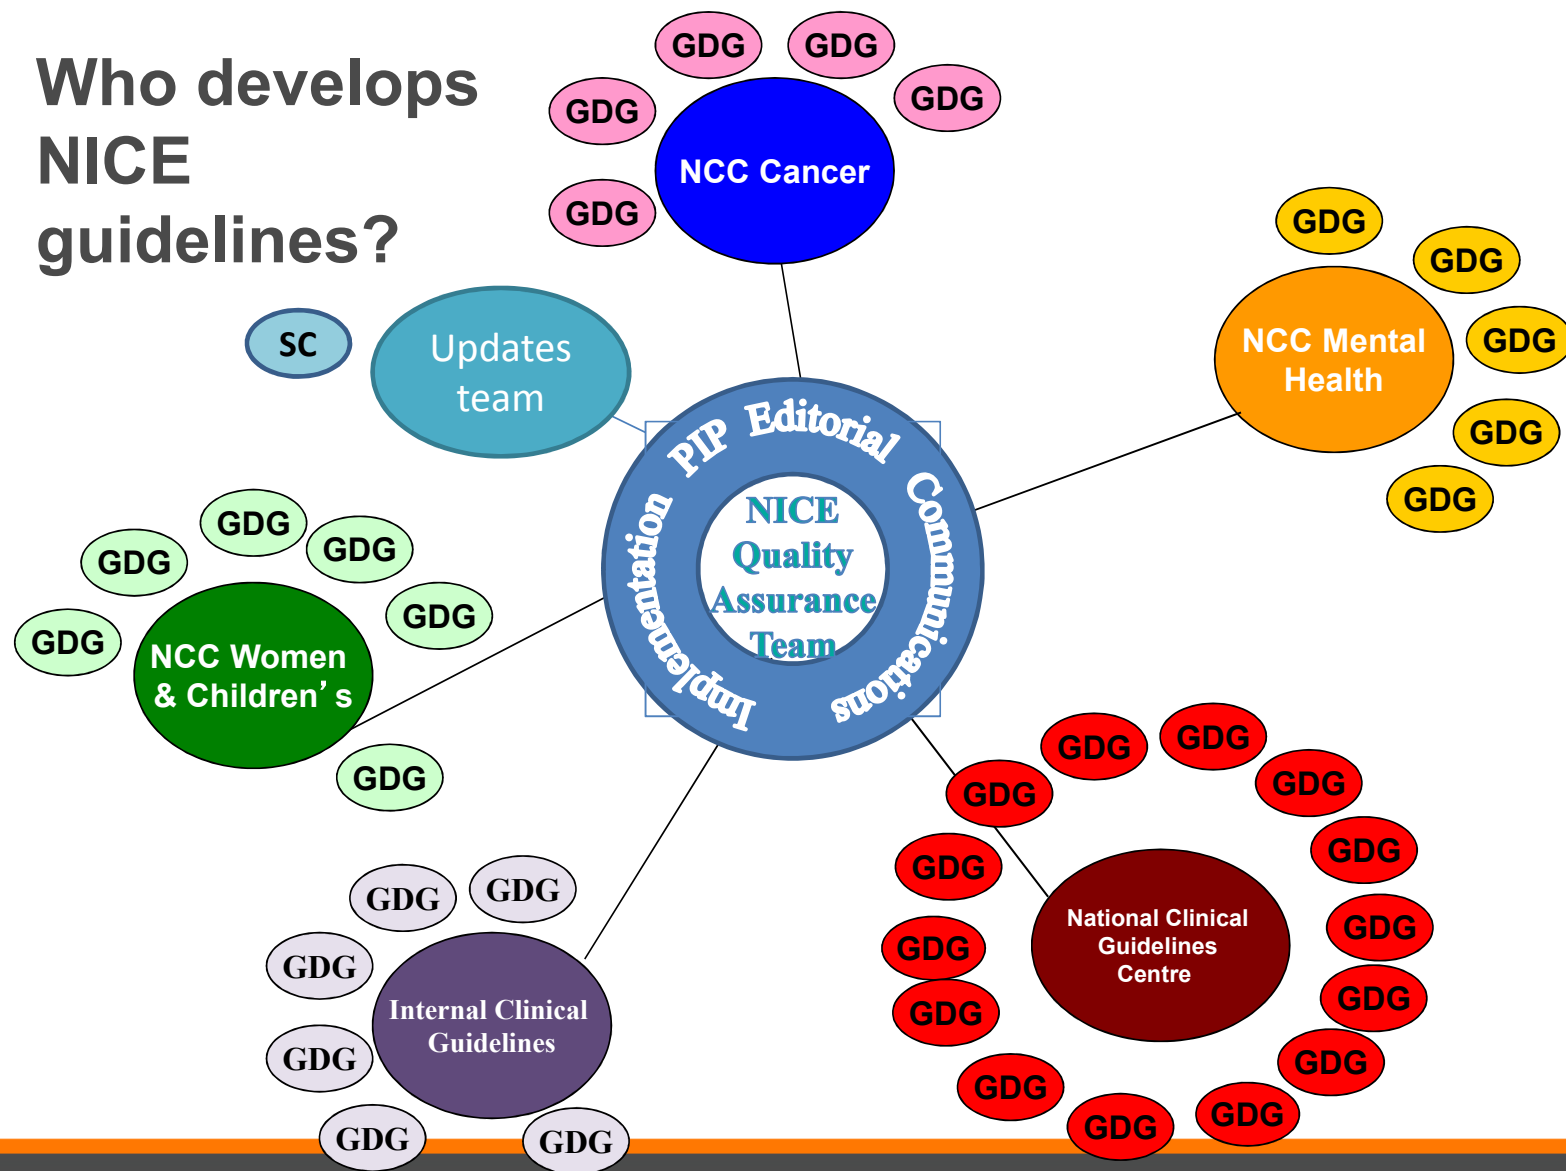 Who develops
NICE
guidelines?
GDG
GDG
GDG
GDG
GDG
NCC Cancer
GDG
GDG
GDG
GDG
GDG
NCC Mental
Health
SC
Updates
team
PIP Editorial Communications
Implementation
NICE
Quality
Assurance
Team
GDG
GDG
GDG
GDG
GDG
GDG
NCC Women
& Children’s
GDG
GDG
GDG
GDG
GDG
GDG
Internal Clinical
Guidelines
GDG
GDG
GDG
GDG
GDG
GDG
GDG
GDG
GDG
GDG
GDG
GDG
GDG
GDG
National Clinical
Guidelines
Centre